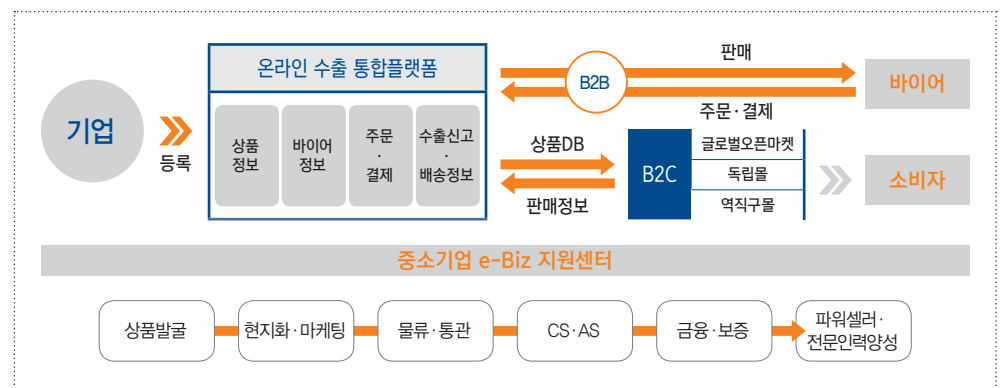 기업
등록
온라인 수출 통합플랫폼
상품
정보
바이어
정보
주문
·
결제
수출신고
·
배송정보
B2B
판매
주문·결제
바이어
상품DB
판매정보
B2C
글로벌오픈마켓
독립몰
역직구몰
소비자
중소기업 e-Biz 지원센터
상품발굴
현지화·마케팅
물류·통관
CS·AS
금융·보증
파워셀러·
전문인력양성